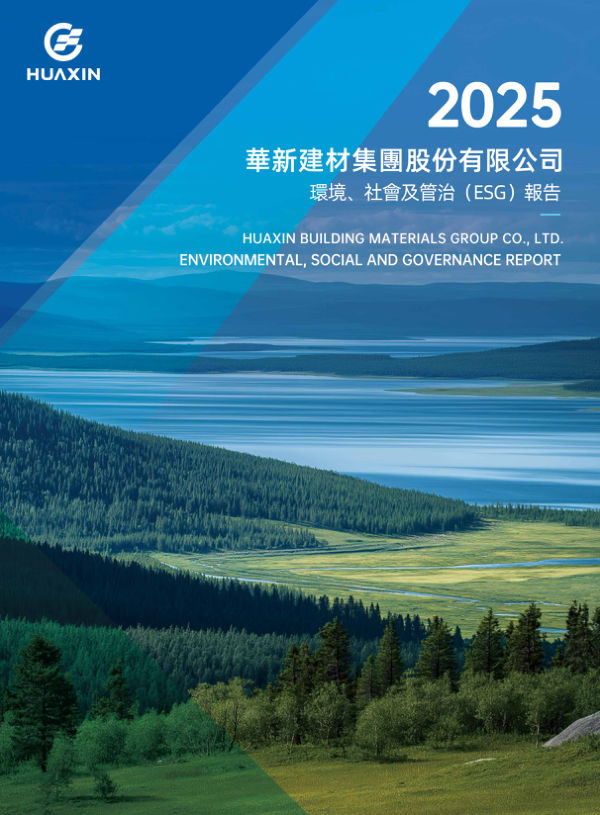 HUAXIN
2025
華新建材集團股份有限公司
環境、社會及管治（ESG）報告
HUAXIN BUILDING MATERIALS GROUP CO., LTD.
ENVIRONMENTAL, SOCIAL AND GOVERNANCE REPORT